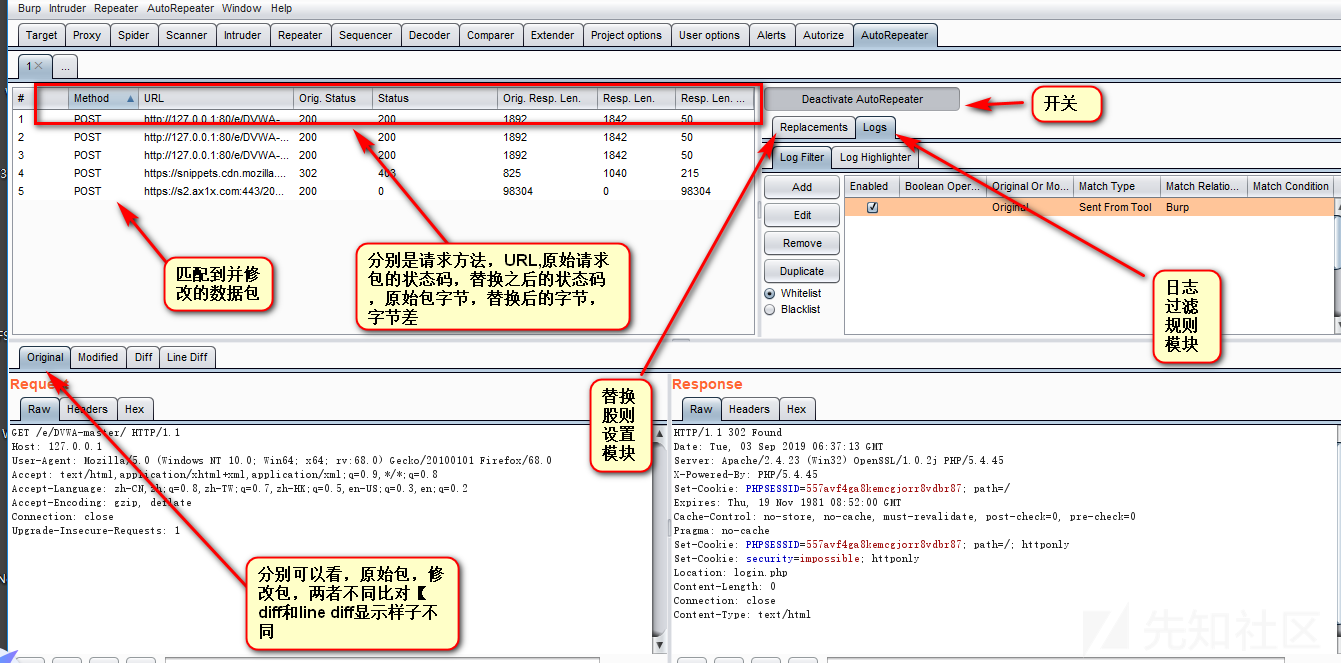 Burp Intruder Repeater AutoRepeater Window Help
Target Proxy Spider Scanner Intruder Repeater Sequencer Decoder Comparer Extender Project options User options Alerts Autorize AutoRepeater
1 ...
# Method URL Orig. Status Status Orig. Resp. Len. Resp. Len. Resp. Len. ...
1 POST http://127.0.0.1:80/e/DVWA-... 200 200 1892 1842 50
2 POST http://127.0.0.1:80/e/DVWA-... 200 200 1892 1842 50
3 POST http://127.0.0.1:80/e/DVWA-... 200 200 1892 1842 50
4 POST https://snippets.cdn.mozilla.... 302 403 825 1040 215
5 POST https://s2.ax1x.com:443/20... 200 0 98304 0 98304
匹配到并修
改的数据包
分别是请求方法，URL,原始请求
包的状态码，替换之后的状态码
，原始包字节，替换后的字节，
字节差
Deactivate AutoRepeater
开关
Replacements Logs
Log Filter Log Highlighter
Add
Edit
Remove
Duplicate
Whitelist
Blacklist
Enabled Boolean Oper... Original Or Mo... Match Type Match Relatio... Match Condition
Original Sent From Tool Burp
日志
过滤
规则
模块
替换
股则
设置
模块
Original Modified Diff Line Diff
Request
Raw Headers Hex
GET /e/DVWA-master/ HTTP/1.1
Host: 127.0.0.1
User-Agent: Mozilla/5.0 (Windows NT 10.0; Win64; x64; rv:68.0) Gecko/20100101 Firefox/68.0
Accept: text/html,application/xhtml+xml,application/xml;q=0.9,*/*;q=0.8
Accept-Language: zh-CN,zh;q=0.8,zh-TW;q=0.7,zh-HK;q=0.5,en-US;q=0.3,en;q=0.2
Accept-Encoding: gzip, deflate
Connection: close
Upgrade-Insecure-Requests: 1
分别可以看，原始包，修
改包，两者不同比对【
diff和line diff显示样子不
同
Response
Raw Headers Hex
HTTP/1.1 302 Found
Date: Tue, 03 Sep 2019 06:37:13 GMT
Server: Apache/2.4.23 (Win32) OpenSSL/1.0.2j PHP/5.4.45
X-Powered-By: PHP/5.4.45
Set-Cookie: PHPSESSID=557avf4ga8kemcgjorr8vdbr87; path=/
Expires: Thu, 19 Nov 1981 08:52:00 GMT
Cache-Control: no-store, no-cache, must-revalidate, post-check=0, pre-check=0
Pragma: no-cache
Set-Cookie: PHPSESSID=557avf4ga8kemcgjorr8vdbr87; path=/; httponly
Set-Cookie: security=impossible; httponly
Location: login.php
Content-Length: 0
Connection: close
Content-Type: text/html
先知社区